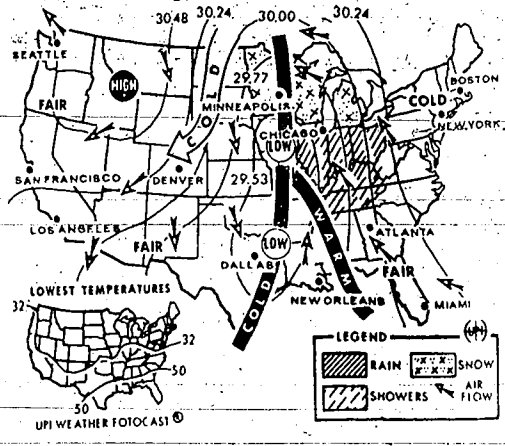 30.48 30.24 30.00 30.24
SEATTLE
HIGH
FAIR
29.77
MINNEAPOLIS
COLD
BOSTON
COLD
NEW YORK
CHICAGO
LOW
SAN FRANCISCO
DENVER
29.53
LOS ANGELES
FAIR
LOW
DALLAS
WARM
ATLANTA
FAIR
COLD
NEW ORLEANS
MIAMI
LOWEST TEMPERATURES
32
32
50
50
UPI WEATHER FOTOCAST ®
LEGEND
UPI
RAIN
SNOW
SHOWERS
AIR
FLOW